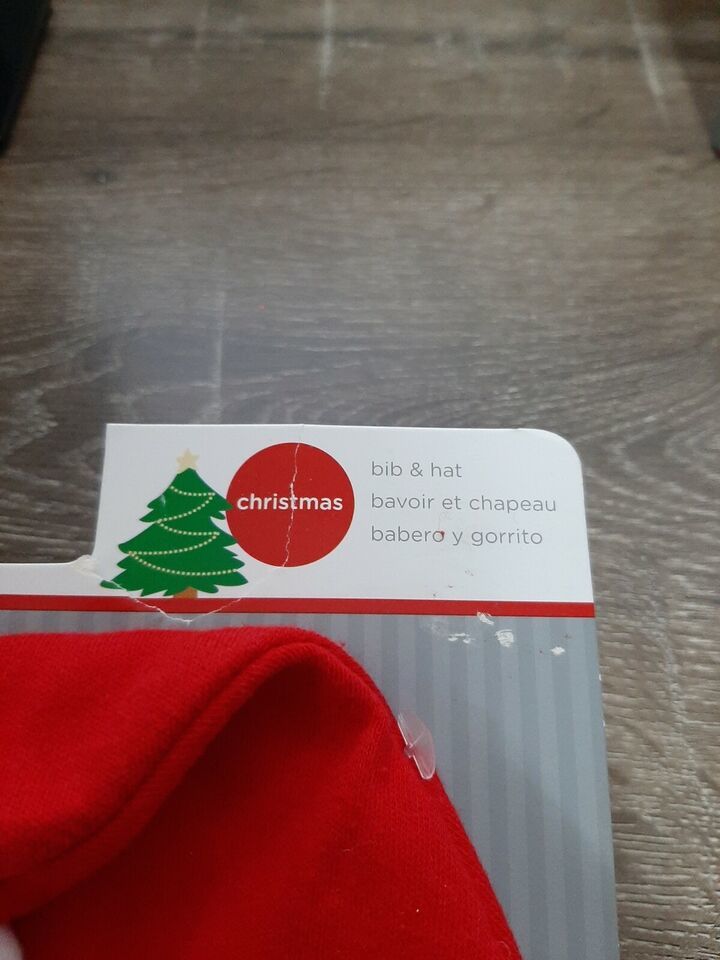 christmas
bib & hat
bavoir et chapeau
babero y gorrito